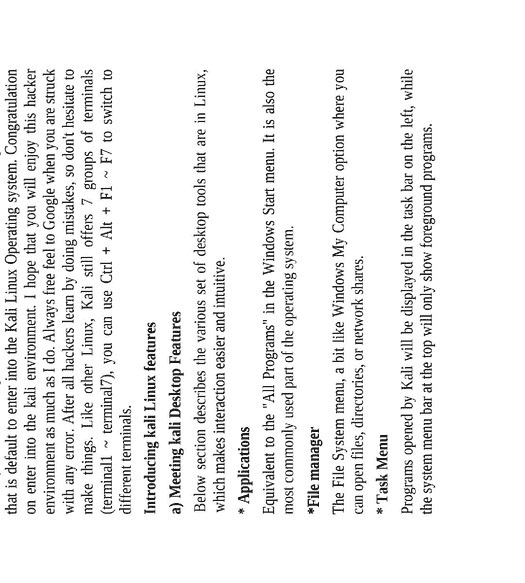 that is default to enter into the Kali Linux Operating system. Congratulation
on enter into the kali environment. I hope that you will enjoy this hacker
environment as much as I do. Always free feel to Google when you are struck
with any error. After all hackers learn by doing mistakes, so don't hesitate to
make things. Like other Linux, Kali still offers 7 groups of terminals
(terminal1 ~ terminal7), you can use Ctrl + Alt + F1 ~ F7 to switch to
different terminals.
Introducing kali Linux features
a) Meeting kali Desktop Features
Below section describes the various set of desktop tools that are in Linux,
which makes interaction easier and intuitive.
* Applications
Equivalent to the "All Programs" in the Windows Start menu. It is also the
most commonly used part of the operating system.
*File manager
The File System menu, a bit like Windows My Computer option where you
can open files, directories, or network shares.
* Task Menu
Programs opened by Kali will be displayed in the task bar on the left, while
the system menu bar at the top will only show foreground programs.